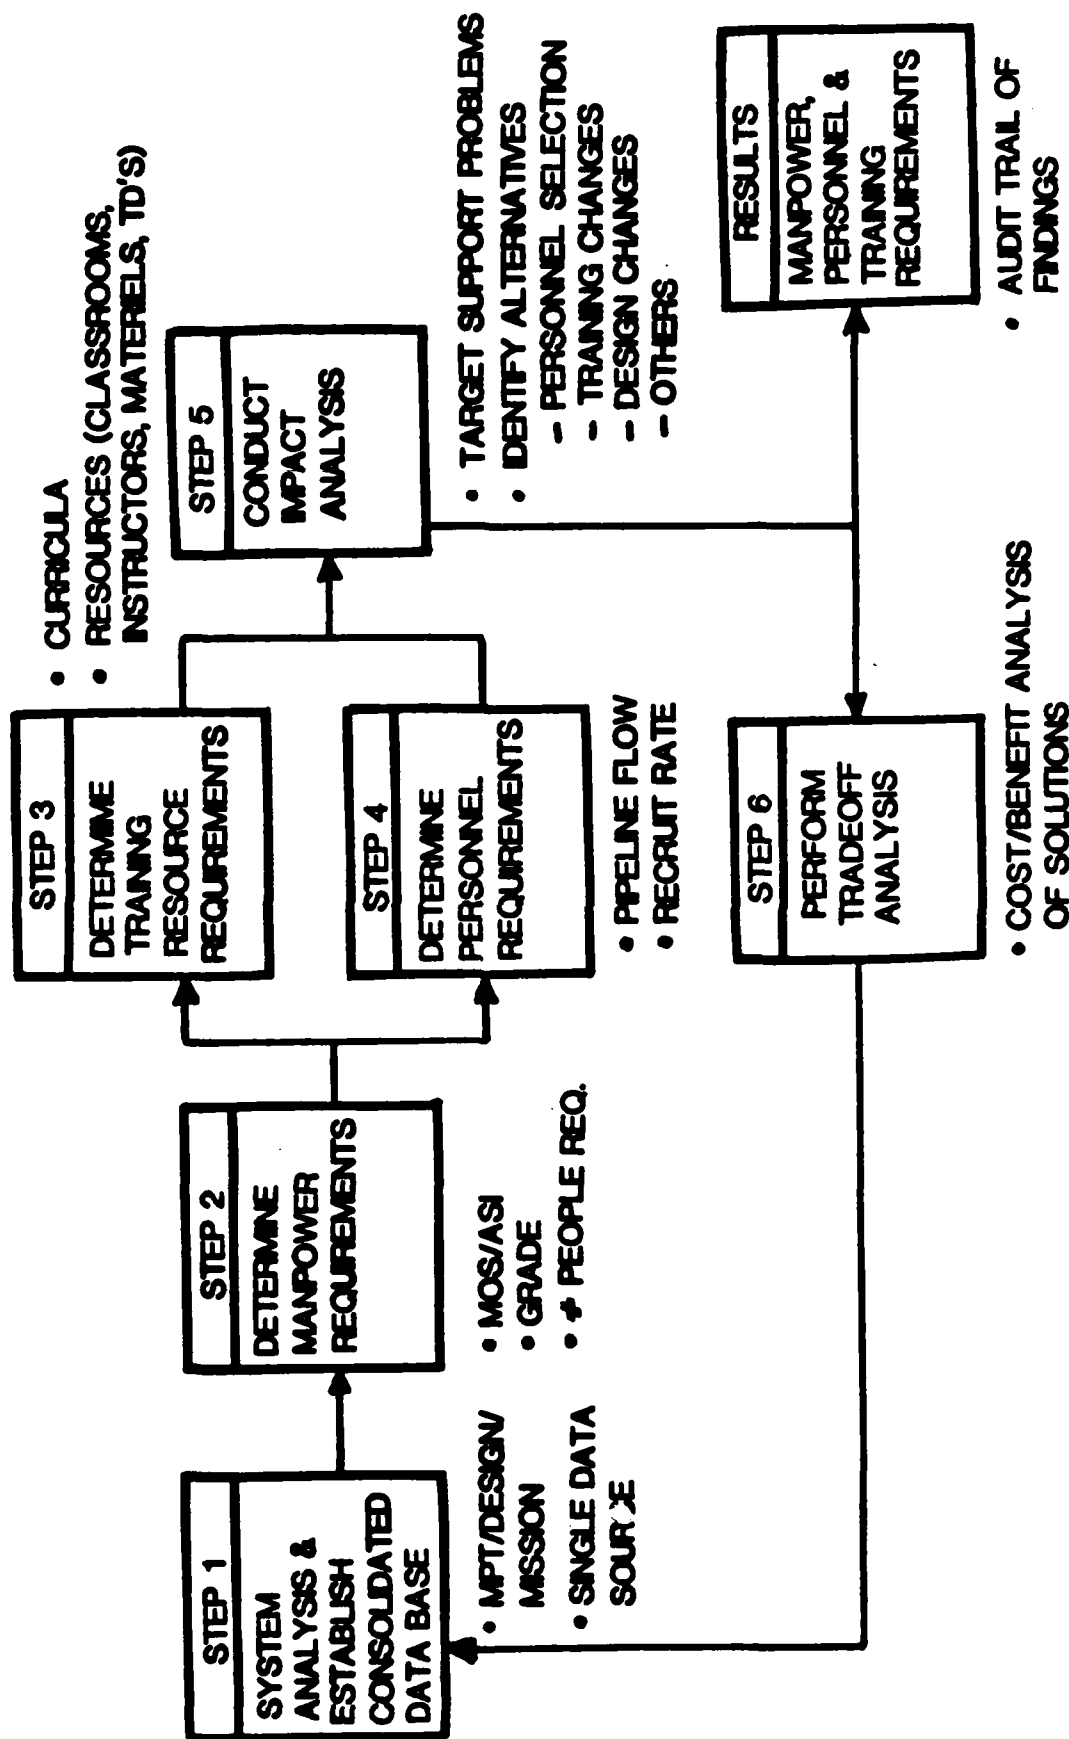 STEP 1
SYSTEM
ANALYSIS &
ESTABLISH
CONSOLIDATED
DATA BASE
• MPT/DESIGN/
MISSION
• SINGLE DATA
SOURCE
STEP 2
DETERMINE
MANPOWER
REQUIREMENTS
• MOS/ASI
• GRADE
• # PEOPLE REQ.
STEP 3
DETERMINE
TRAINING
RESOURCE
REQUIREMENTS
• CURRICULA
• RESOURCES (CLASSROOMS,
INSTRUCTORS, MATERIELS, TD'S)
STEP 4
DETERMINE
PERSONNEL
REQUIREMENTS
• PIPELINE FLOW
• RECRUIT RATE
STEP 5
CONDUCT
IMPACT
ANALYSIS
• TARGET SUPPORT PROBLEMS
• IDENTIFY ALTERNATIVES
– PERSONNEL SELECTION
– TRAINING CHANGES
– DESIGN CHANGES
– OTHERS
STEP 6
PERFORM
TRADEOFF
ANALYSIS
• COST/BENEFIT ANALYSIS
OF SOLUTIONS
RESULTS
MANPOWER,
PERSONNEL &
TRAINING
REQUIREMENTS
• AUDIT TRAIL OF
FINDINGS